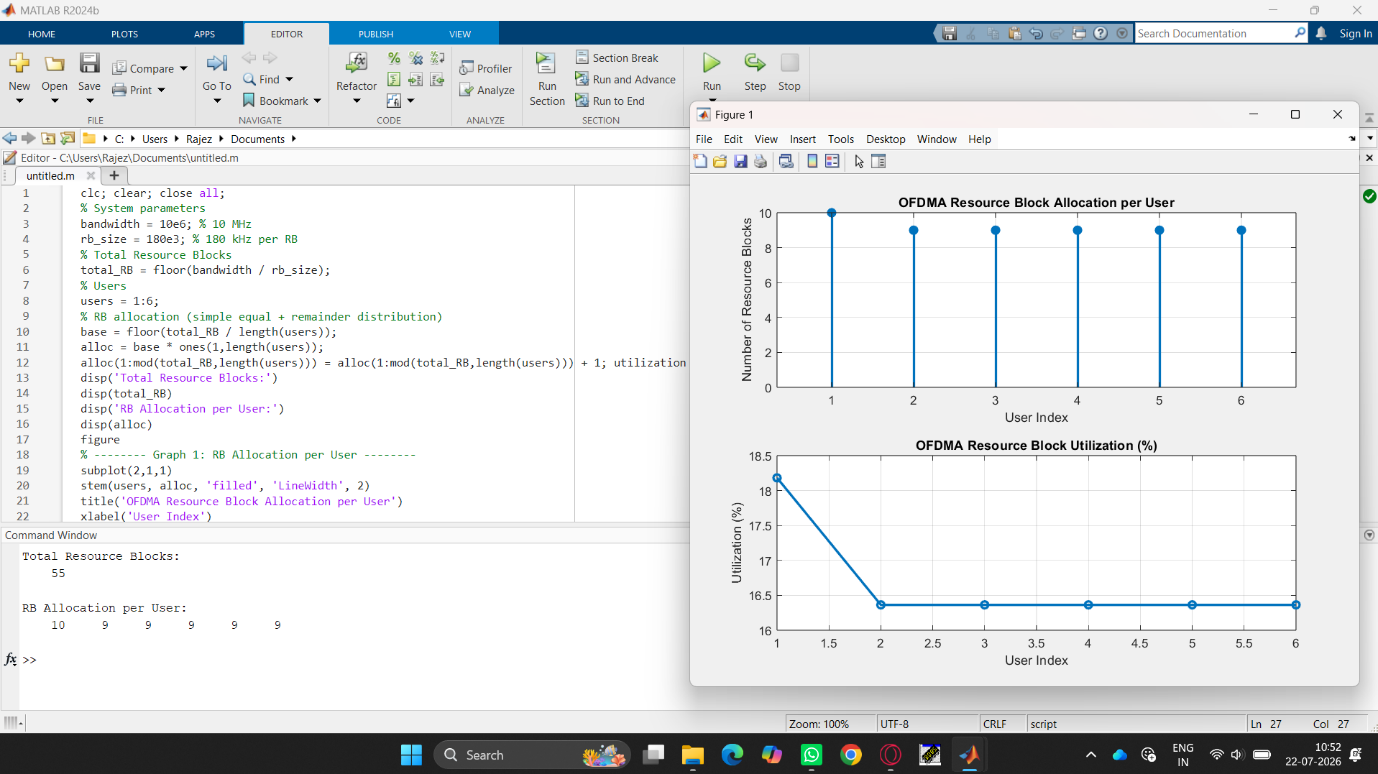 MATLAB R2024b
HOME PLOTS APPS EDITOR PUBLISH VIEW Search Documentation Sign In
New Open Save Compare Print Go To Find Bookmark Refactor Profiler Analyze Run Section Section Break Run and Advance Run to End Run Step Stop
FILE NAVIGATE CODE ANALYZE SECTION
C: Users Rajez Documents
Editor - C:\Users\Rajez\Documents\untitled.m
untitled.m
1 clc; clear; close all;
2 % System parameters
3 bandwidth = 10e6; % 10 MHz
4 rb_size = 180e3; % 180 kHz per RB
5 % Total Resource Blocks
6 total_RB = floor(bandwidth / rb_size);
7 % Users
8 users = 1:6;
9 % RB allocation (simple equal + remainder distribution)
10 base = floor(total_RB / length(users));
11 alloc = base * ones(1,length(users));
12 alloc(1:mod(total_RB,length(users))) = alloc(1:mod(total_RB,length(users))) + 1; utilization
13 disp('Total Resource Blocks:')
14 disp(total_RB)
15 disp('RB Allocation per User:')
16 disp(alloc)
17 figure
18 % -------- Graph 1: RB Allocation per User --------
19 subplot(2,1,1)
20 stem(users, alloc, 'filled', 'LineWidth', 2)
21 title('OFDMA Resource Block Allocation per User')
22 xlabel('User Index')
Command Window
Total Resource Blocks:
55
RB Allocation per User:
10 9 9 9 9 9
fx >>
Figure 1
File Edit View Insert Tools Desktop Window Help
OFDMA Resource Block Allocation per User
Number of Resource Blocks
10
8
6
4
2
0
1 2 3 4 5 6
User Index
OFDMA Resource Block Utilization (%)
Utilization (%)
18.5
18
17.5
17
16.5
16
1 1.5 2 2.5 3 3.5 4 4.5 5 5.5 6
User Index
Zoom: 100% UTF-8 CRLF script Ln 27 Col 27
Search
ENG
IN
10:52
22-07-2026